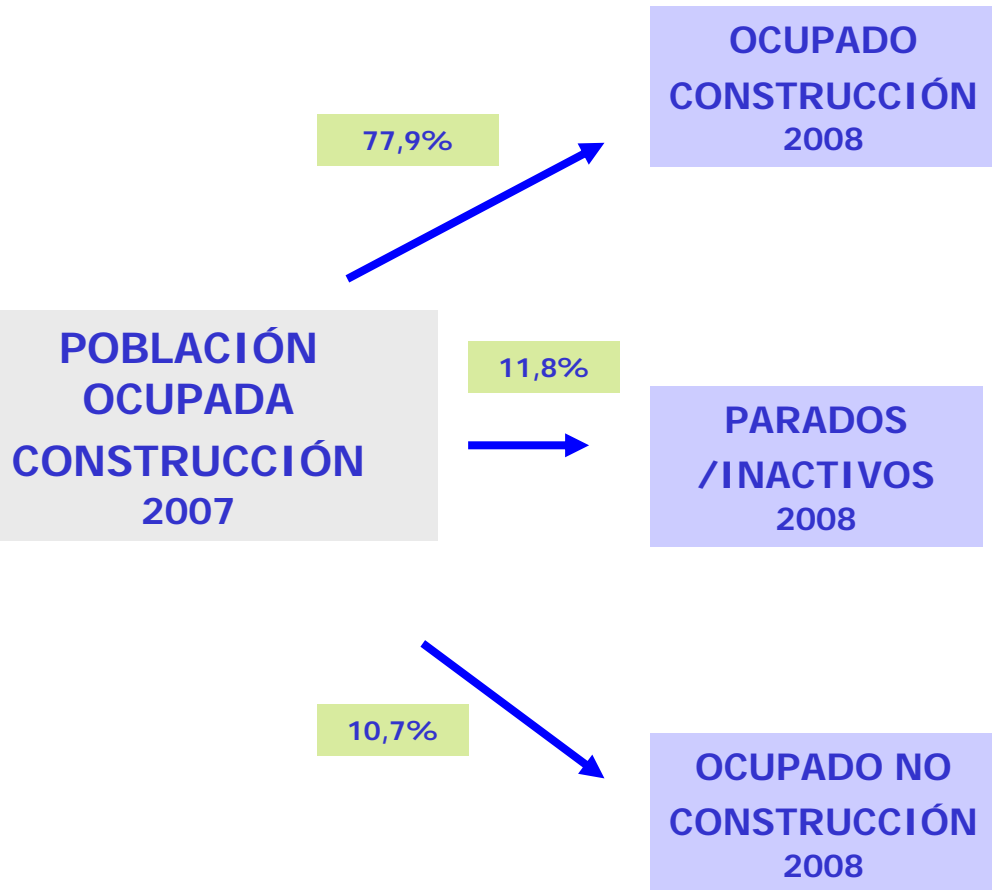 OCUPADO
CONSTRUCCIÓN
2008
77,9%
POBLACIÓN
OCUPADA
CONSTRUCCIÓN
2007
11,8%
PARADOS
/INACTIVOS
2008
10,7%
OCUPADO NO
CONSTRUCCIÓN
2008